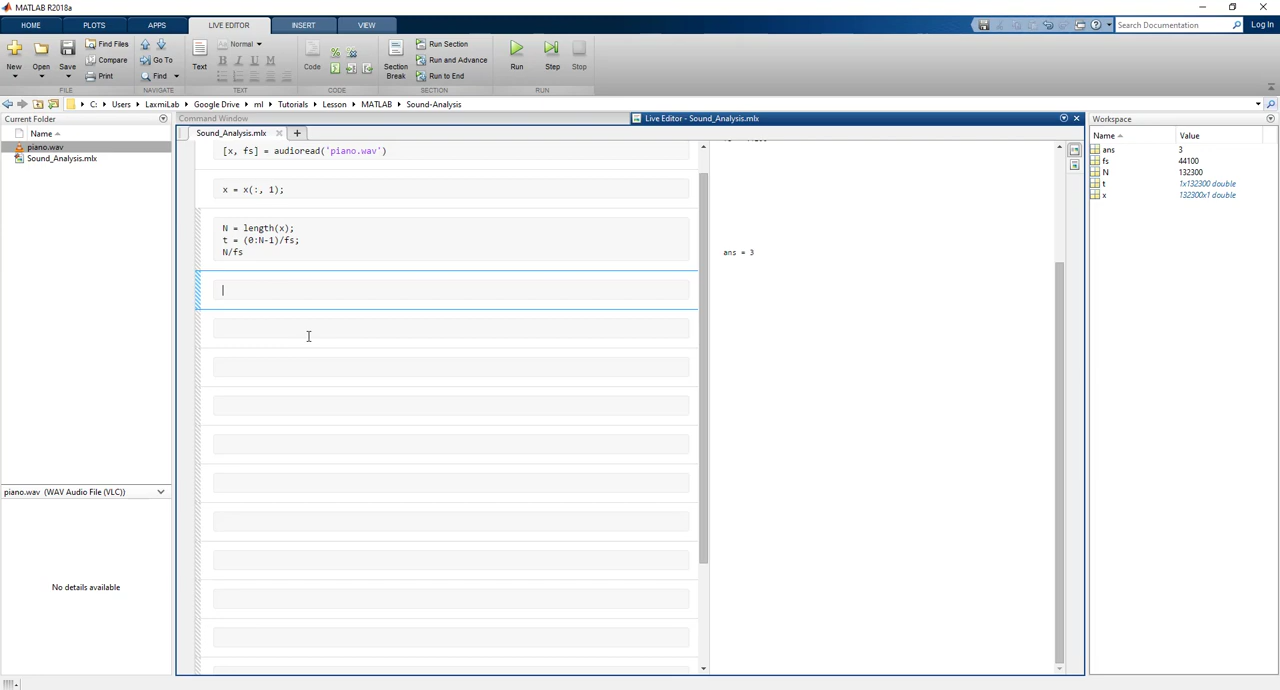 MATLAB R2018a
HOME PLOTS APPS LIVE EDITOR INSERT VIEW Search Documentation Log In
New Open Save Find Files Compare Print Go To Find Text Normal B I U M Code Section Break Run Section Run and Advance Run to End Run Step Stop
FILE NAVIGATE TEXT CODE SECTION RUN
C: Users LaxmiLab Google Drive ml Tutorials Lesson MATLAB Sound-Analysis
Current Folder Command Window Live Editor - Sound_Analysis.mlx Workspace
Name Sound_Analysis.mlx Name Value
piano.wav
Sound_Analysis.mlx
[x, fs] = audioread('piano.wav')
x = x(:, 1);
N = length(x);
t = (0:N-1)/fs;
N/fs
ans = 3
ans 3
fs 44100
N 132300
t 1x132300 double
x 132300x1 double
piano.wav (WAV Audio File (VLC))
No details available